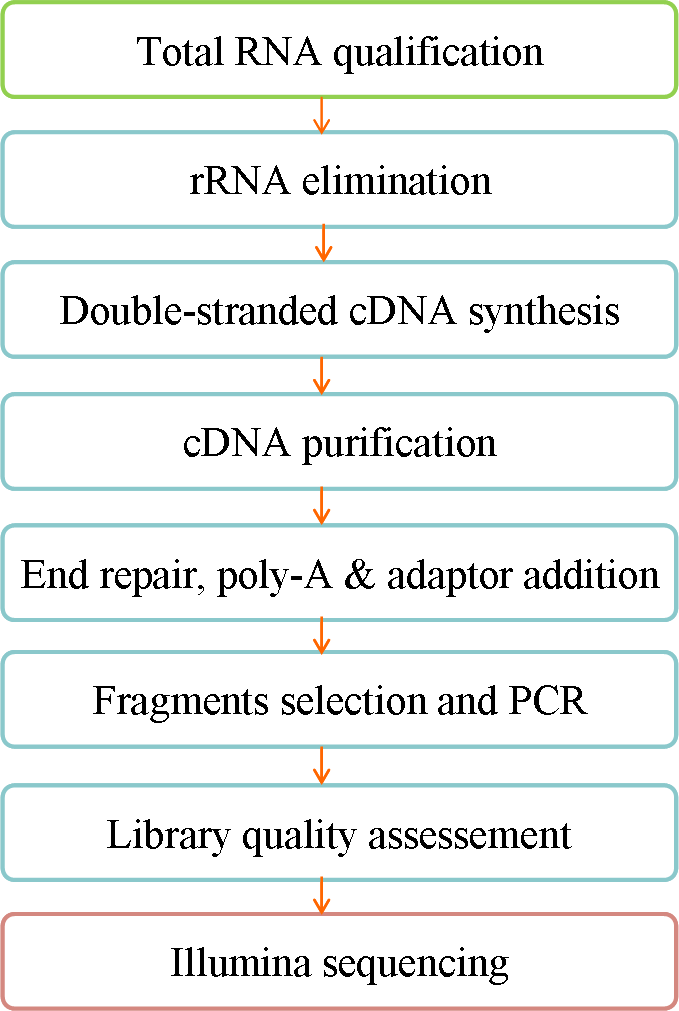 Total RNA qualification
rRNA elimination
Double-stranded cDNA synthesis
cDNA purification
End repair, poly-A & adaptor addition
Fragments selection and PCR
Library quality assessement
Illumina sequencing